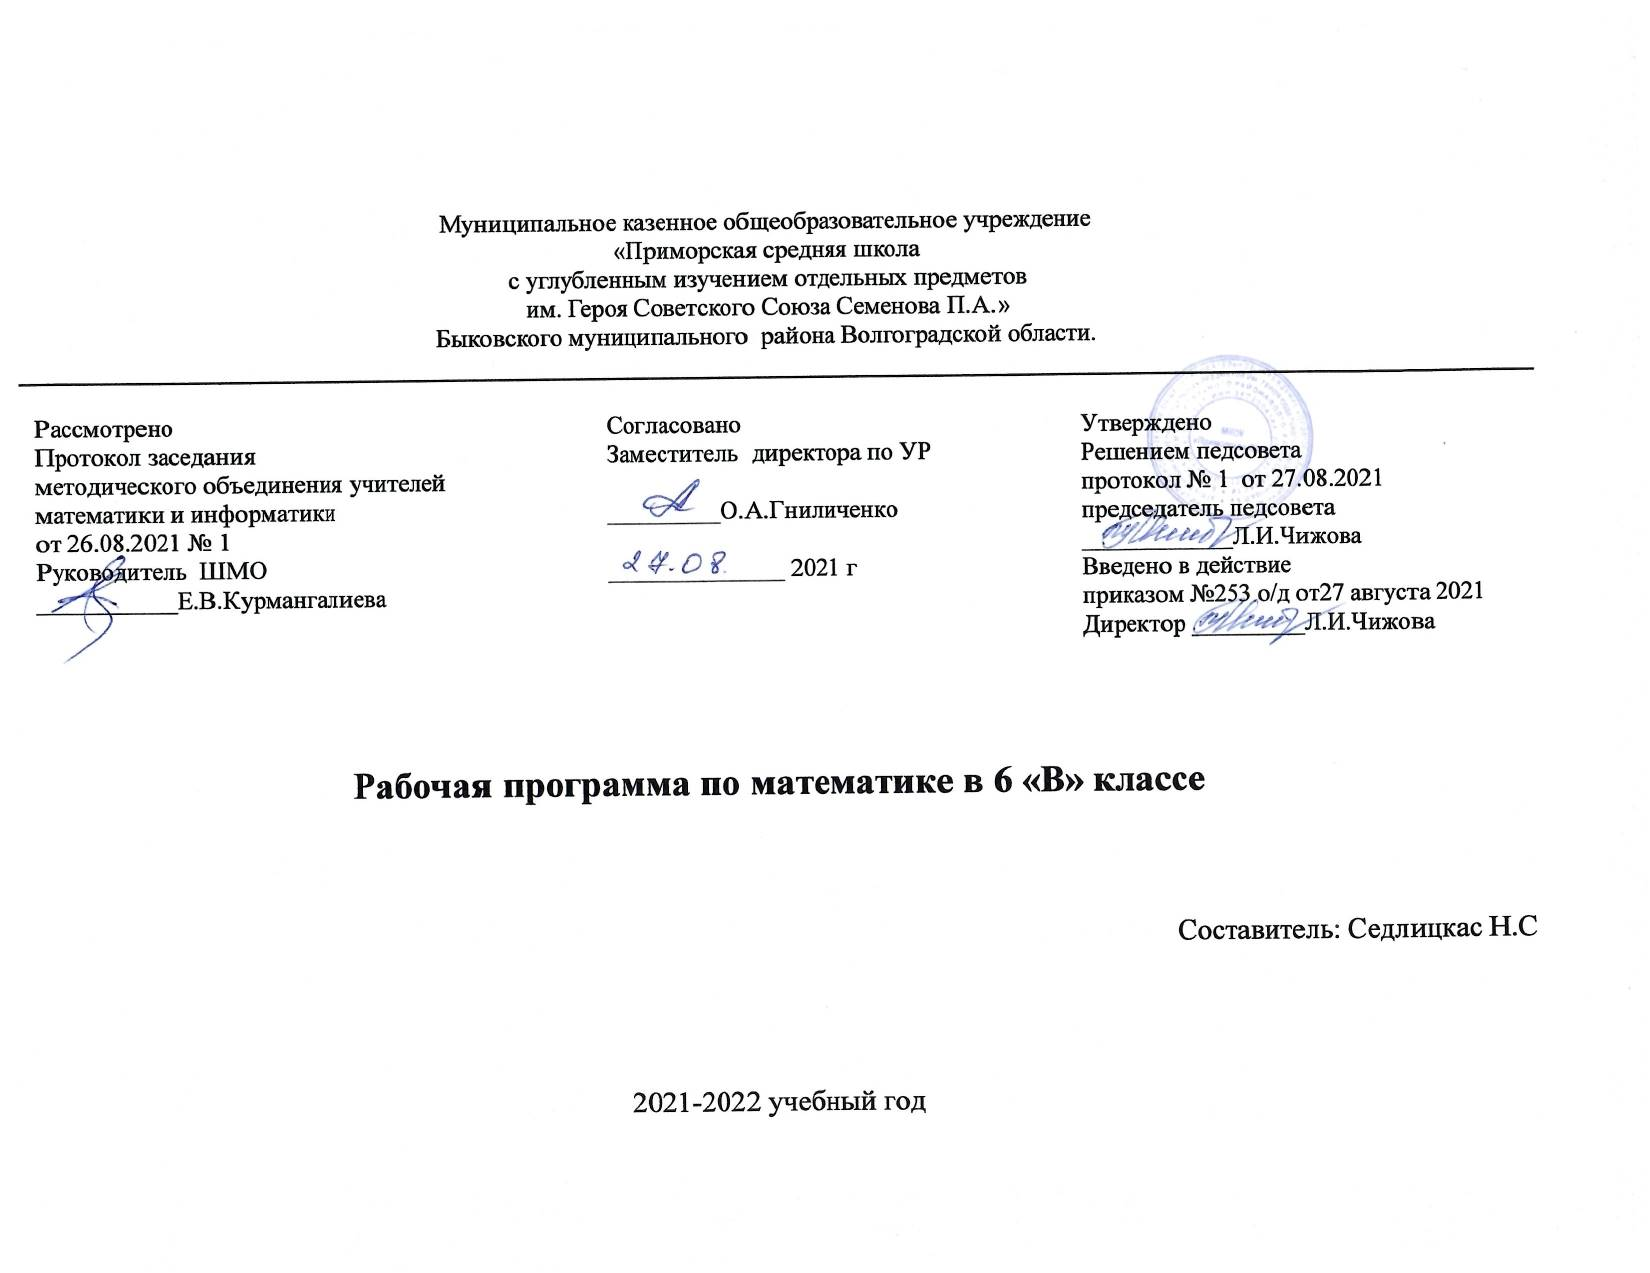 Муниципальное казенное общеобразовательное учреждение
«Приморская средняя школа
с углубленным изучением отдельных предметов
им. Героя Советского Союза Семенова П.А.»
Быковского муниципального района Волгоградской области.
Рассмотрено
Протокол заседания
методического объединения учителей
математики и информатики
от 26.08.2021 № 1
Руководитель ШМО
____________Е.В.Курмангалиева
Согласовано
Заместитель директора по УР
_________О.А.Гниличенко
27.08. 2021 г
Утверждено
Решением педсовета
протокол № 1 от 27.08.2021
председатель педсовета
____________Л.И.Чижова
Введено в действие
приказом №253 о/д от27 августа 2021
Директор _________Л.И.Чижова
Рабочая программа по математике в 6 «В» классе
Составитель: Седлицкас Н.С
2021-2022 учебный год